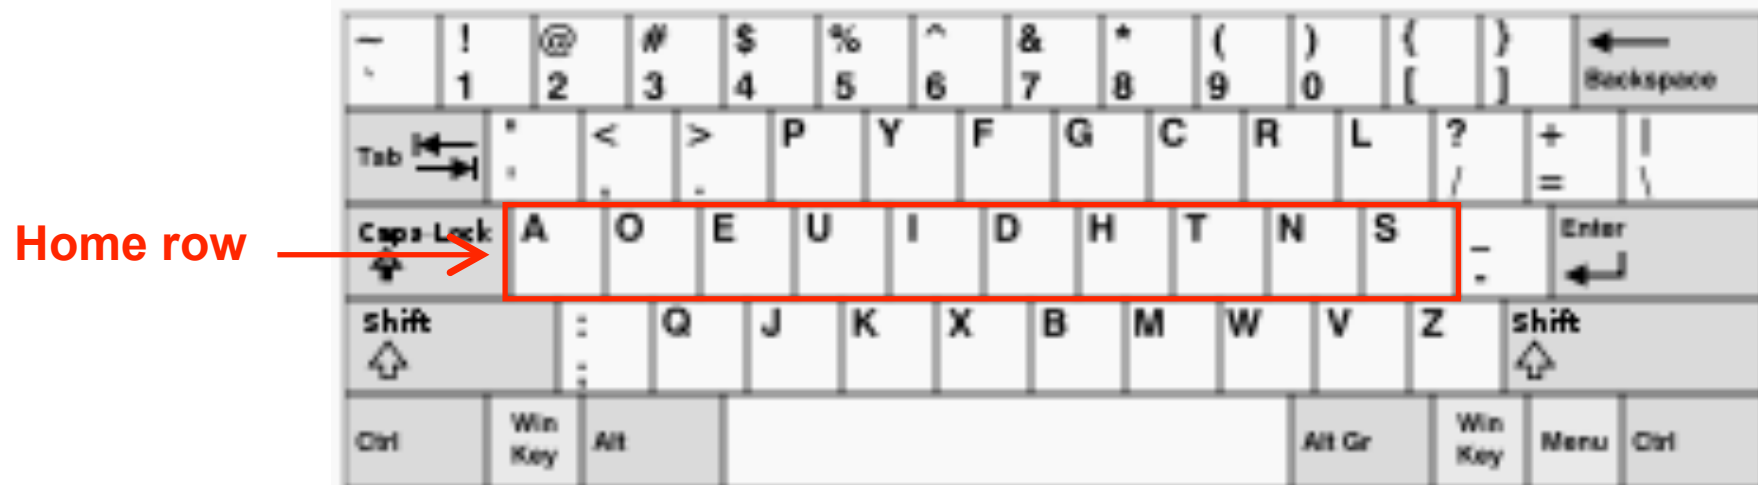 ~ ! @ # $ % ^ & * ( ) { }
` 1 2 3 4 5 6 7 8 9 0 [ ] Backspace
Tab " < > P Y F G C R L ? + |
' , . / = \
Home row
Caps Lock A O E U I D H T N S _ Enter
-
Shift : Q J K X B M W V Z Shift
;
Ctrl Win Key Alt Alt Gr Win Key Menu Ctrl